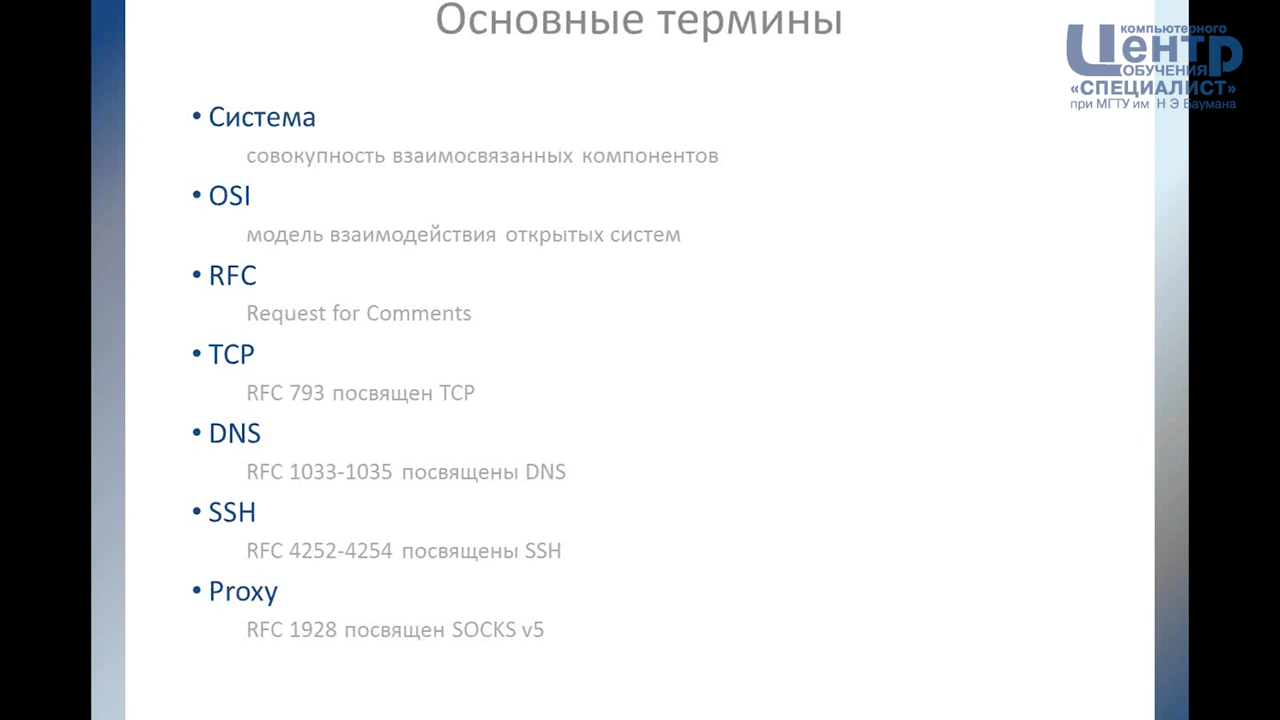 Основные термины
компьютерного
Центр
ОБУЧЕНИЯ
«СПЕЦИАЛИСТ»
при МГТУ им Н Э Баумана
• Система
совокупность взаимосвязанных компонентов
• OSI
модель взаимодействия открытых систем
• RFC
Request for Comments
• TCP
RFC 793 посвящен TCP
• DNS
RFC 1033-1035 посвящены DNS
• SSH
RFC 4252-4254 посвящены SSH
• Proxy
RFC 1928 посвящен SOCKS v5